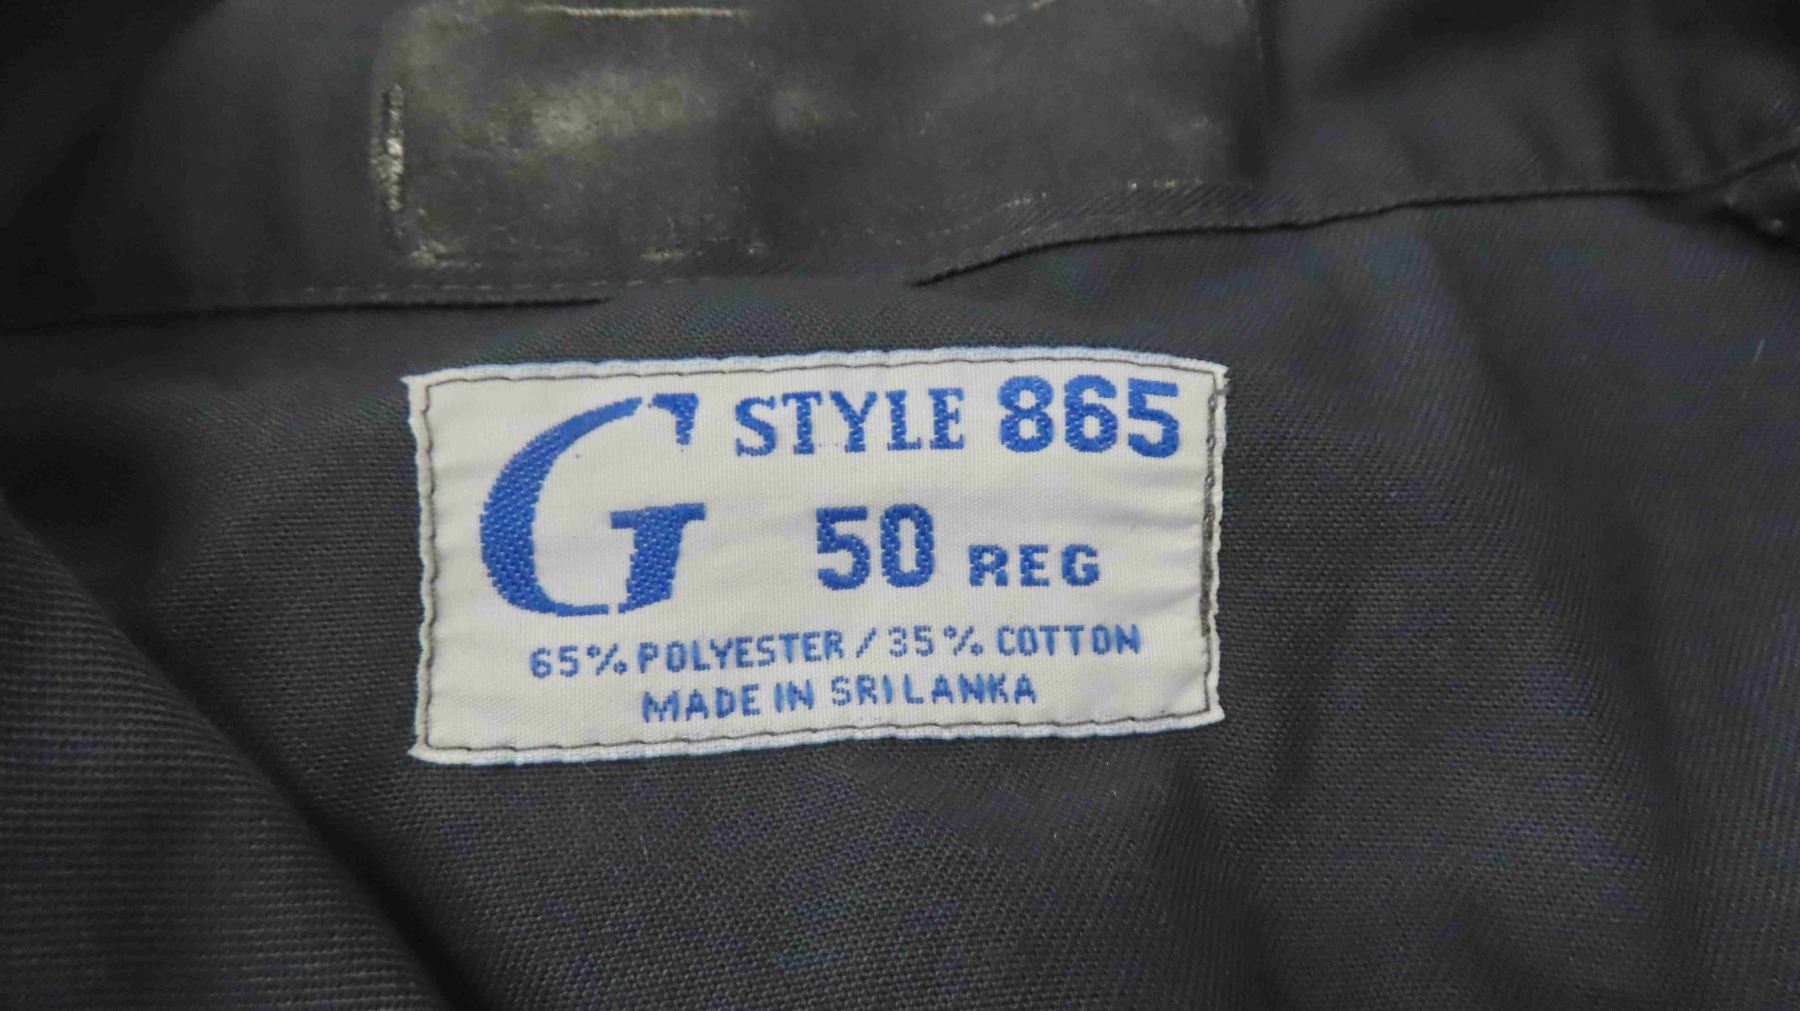 G STYLE 865
50 REG
65% POLYESTER / 35% COTTON
MADE IN SRI LANKA